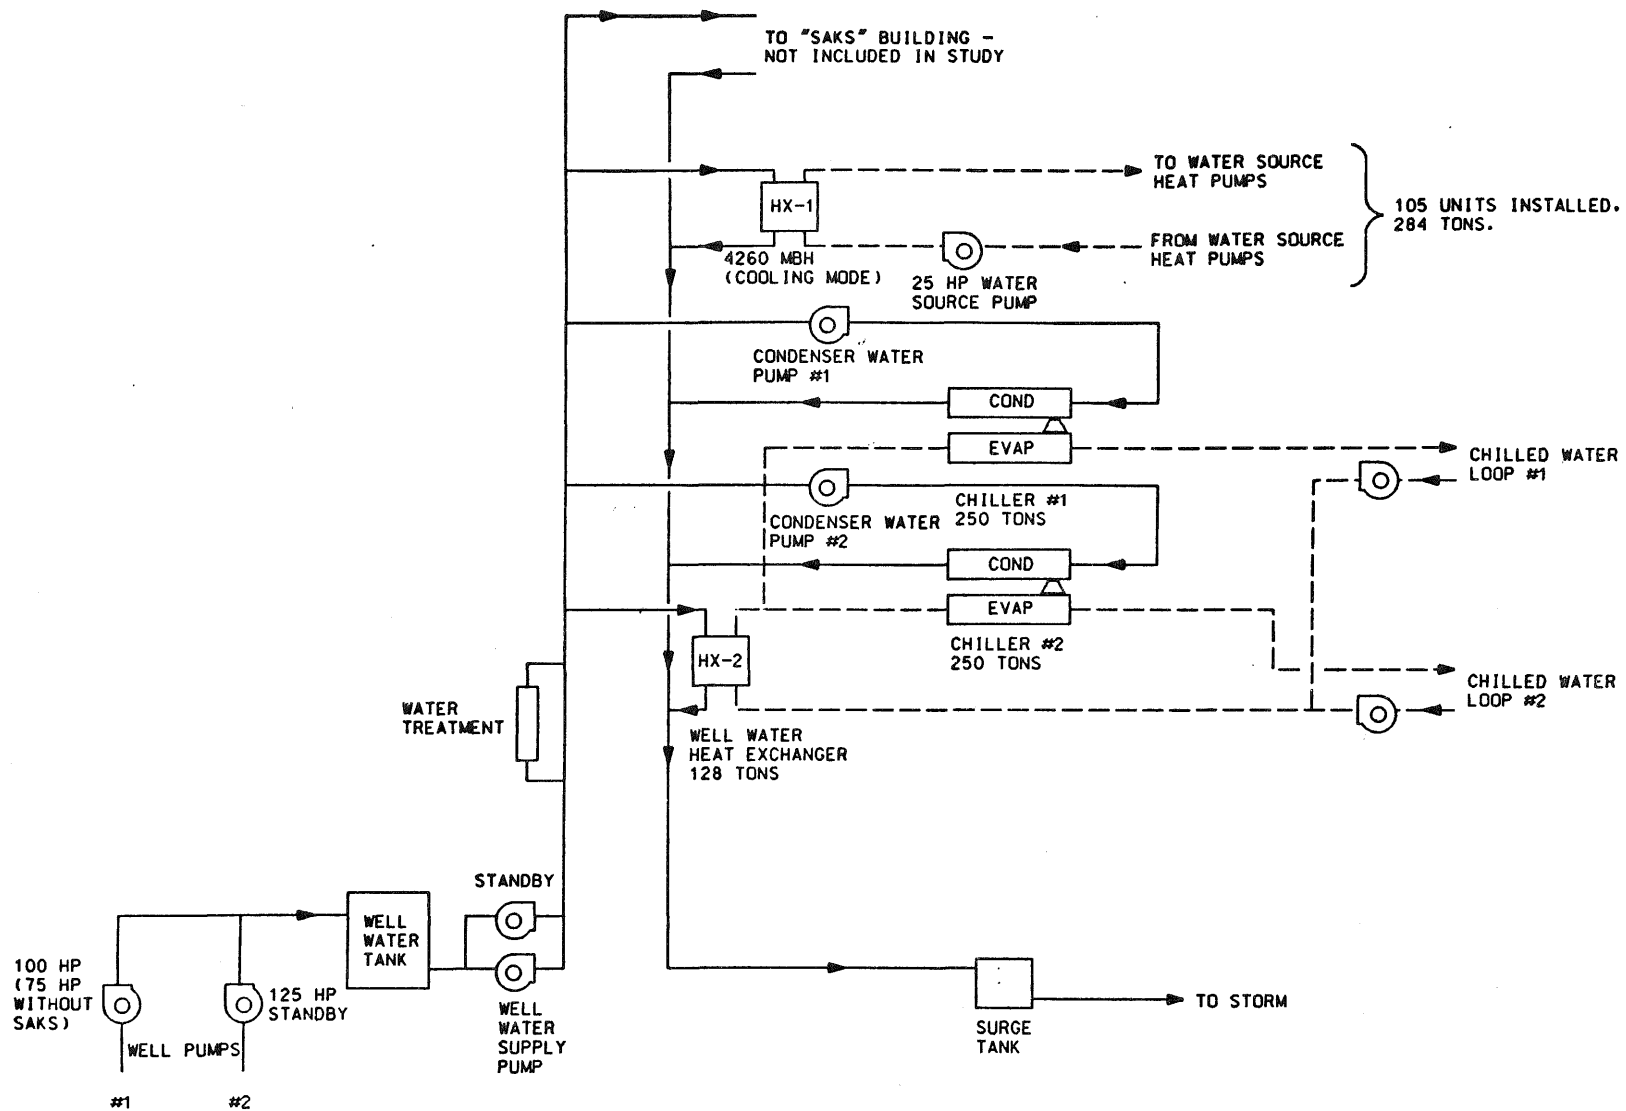 TO "SAKS" BUILDING -
NOT INCLUDED IN STUDY
TO WATER SOURCE
HEAT PUMPS
HX-1
105 UNITS INSTALLED.
284 TONS.
FROM WATER SOURCE
HEAT PUMPS
4260 MBH
(COOLING MODE)
25 HP WATER
SOURCE PUMP
CONDENSER WATER
PUMP #1
COND
EVAP
CHILLED WATER
LOOP #1
CHILLER #1
250 TONS
CONDENSER WATER
PUMP #2
COND
EVAP
CHILLER #2
250 TONS
HX-2
CHILLED WATER
LOOP #2
WATER
TREATMENT
WELL WATER
HEAT EXCHANGER
128 TONS
STANDBY
WELL
WATER
TANK
100 HP
(75 HP
WITHOUT
SAKS)
125 HP
STANDBY
WELL
WATER
SUPPLY
PUMP
WELL PUMPS
#1
#2
SURGE
TANK
TO STORM